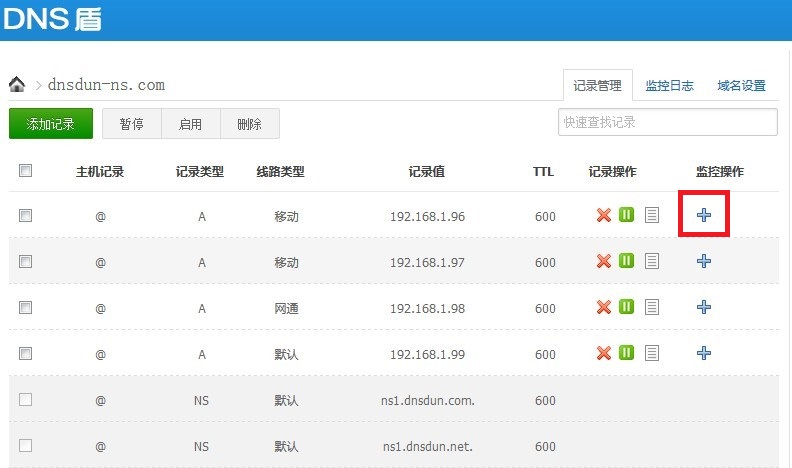 DNS 盾
dnsdun-ns.com 记录管理 监控日志 域名设置
添加记录 暂停 启用 删除 快速查找记录
主机记录 记录类型 线路类型 记录值 TTL 记录操作 监控操作
@ A 移动 192.168.1.96 600
@ A 移动 192.168.1.97 600
@ A 网通 192.168.1.98 600
@ A 默认 192.168.1.99 600
@ NS 默认 ns1.dnsdun.com. 600
@ NS 默认 ns1.dnsdun.net. 600